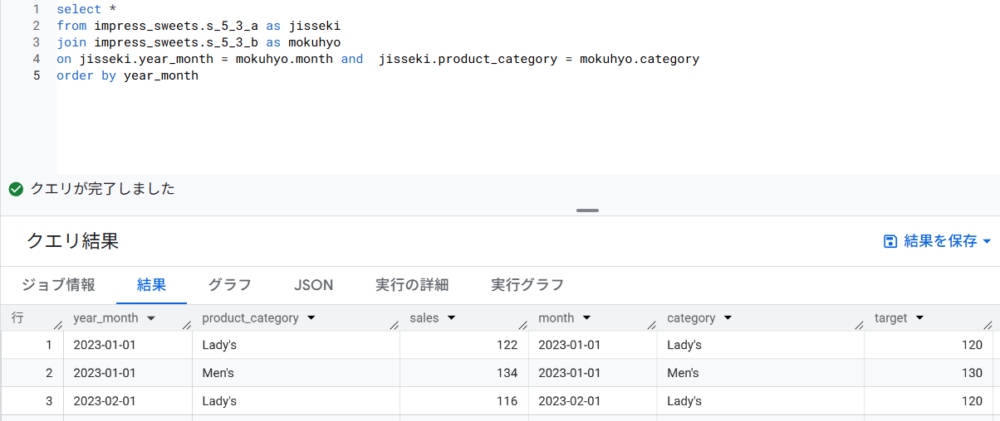 1 select *
2 from impress_sweets.s_5_3_a as jisseki
3 join impress_sweets.s_5_3_b as mokuhyo
4 on jisseki.year_month = mokuhyo.month and  jisseki.product_category = mokuhyo.category
5 order by year_month
クエリが完了しました
クエリ結果 結果を保存
ジョブ情報 結果 グラフ JSON 実行の詳細 実行グラフ
行 year_month product_category sales month category target
1 2023-01-01 Lady's 122 2023-01-01 Lady's 120
2 2023-01-01 Men's 134 2023-01-01 Men's 130
3 2023-02-01 Lady's 116 2023-02-01 Lady's 120